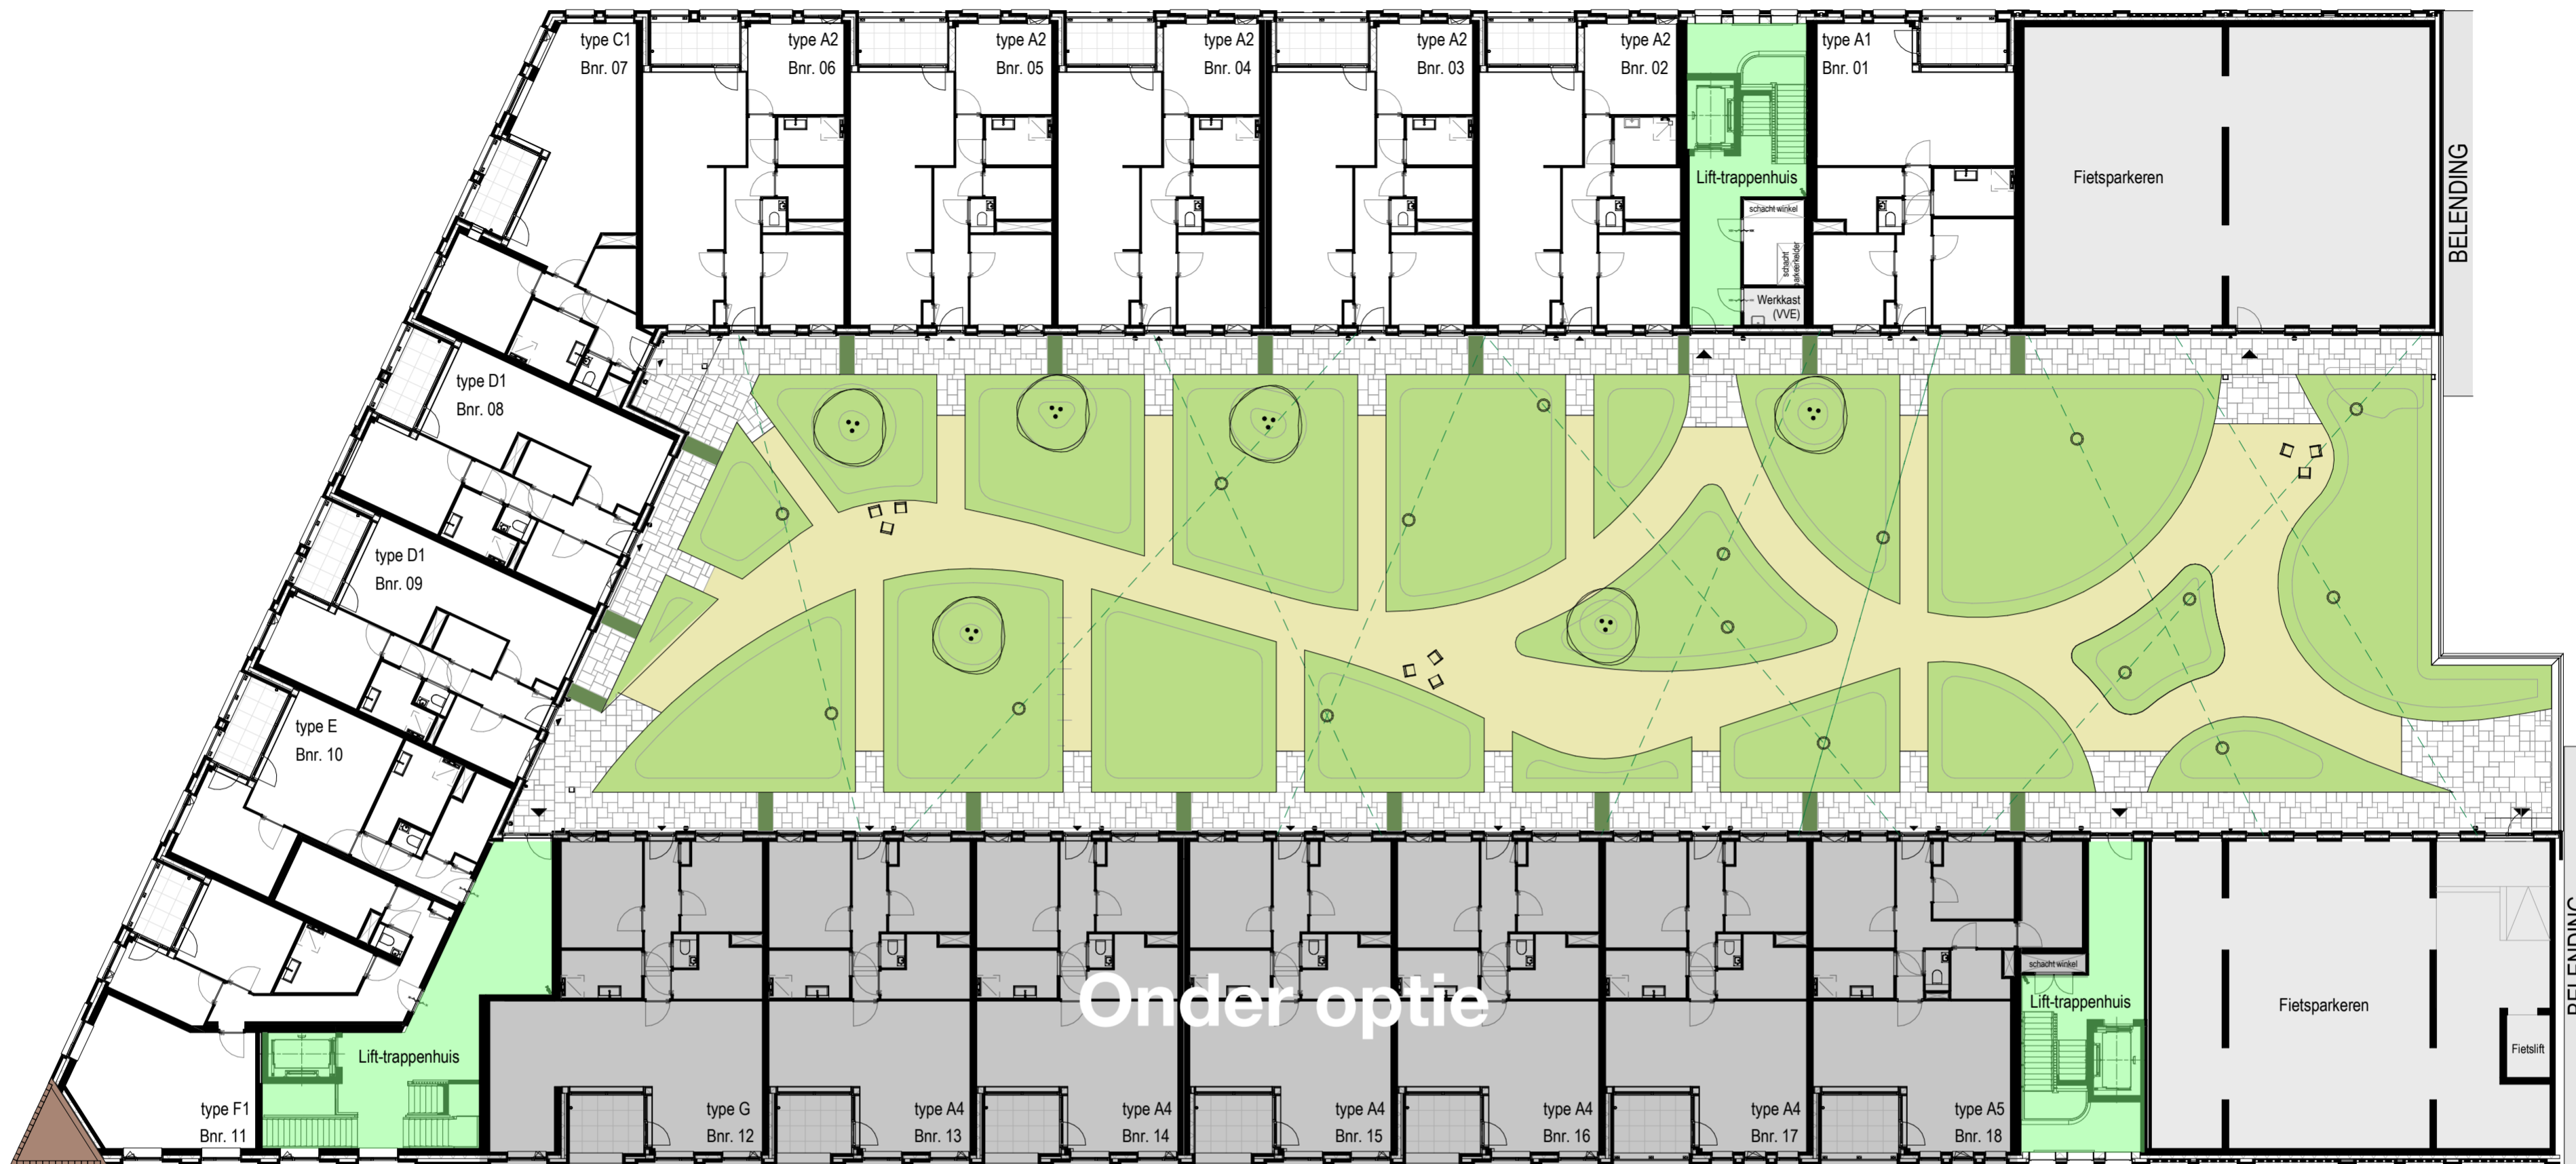 type C1
Bnr. 07
type A2
Bnr. 06
type A2
Bnr. 05
type A2
Bnr. 04
type A2
Bnr. 03
type A2
Bnr. 02
Lift-trappenhuis
schacht winkel
schacht
parkeerkelder
Werkkast
(VVE)
type A1
Bnr. 01
Fietsparkeren
BELENDING
type D1
Bnr. 08
type D1
Bnr. 09
type E
Bnr. 10
type F1
Bnr. 11
Lift-trappenhuis
type G
Bnr. 12
type A4
Bnr. 13
type A4
Bnr. 14
Onder optie
type A4
Bnr. 15
type A4
Bnr. 16
type A4
Bnr. 17
type A5
Bnr. 18
schacht winkel
Lift-trappenhuis
Fietsparkeren
Fietslift
BELENDING